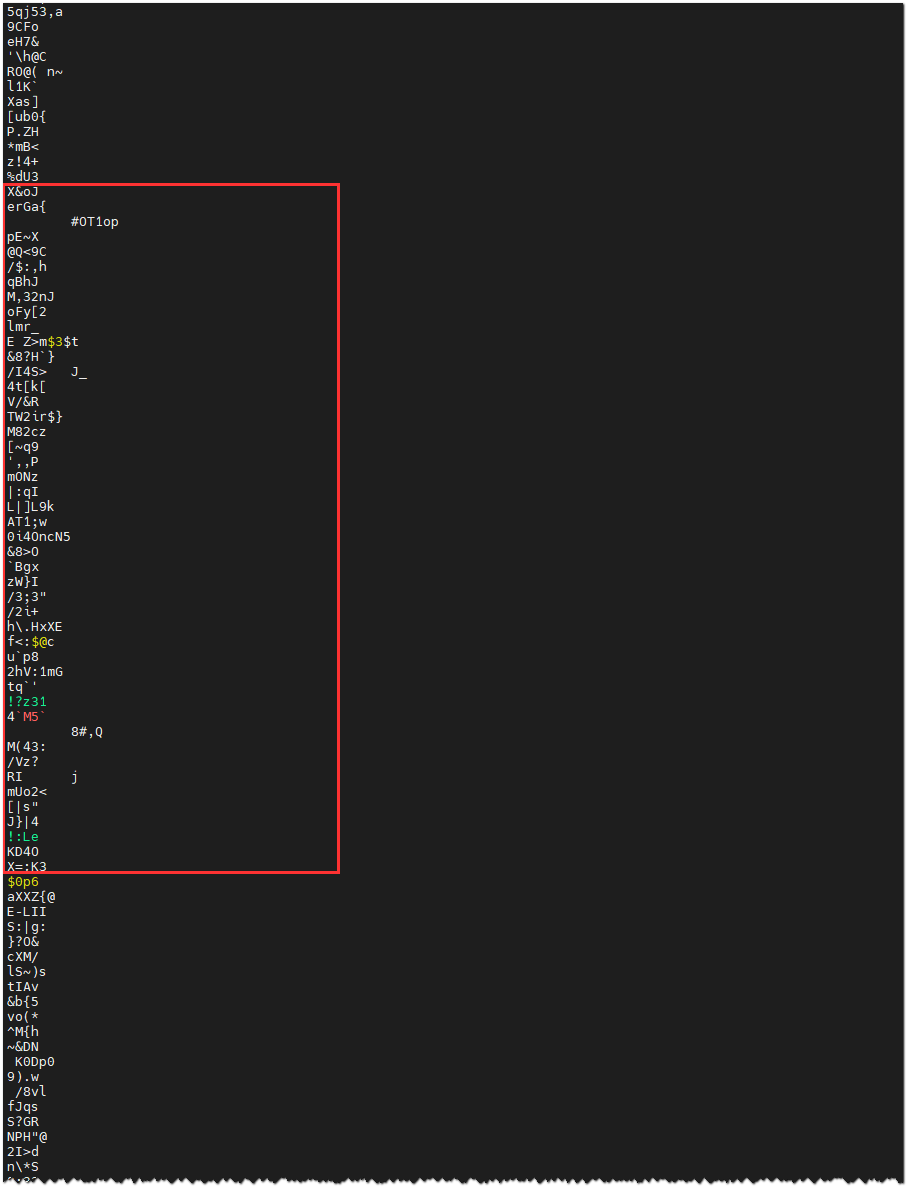 5qj53,a
9CFo
eH7&
'\h@C
RO@( n~
l1K`
Xas]
[ub0{
P.ZH
*mB<
z!4+
%dU3
X&oJ
erGa{
        #OT1op
pE~X
@Q<9C
/$:,h
qBhJ
M,32nJ
oFy[2
lmr_
E Z>m$3$t
&8?H`}
/I4S>   J_
4t[k[
V/&R
TW2ir$}
M82cz
[~q9
',,P
mONz
|:qI
L|]L9k
AT1;w
0i4OncN5
&8>O
`Bgx
zW}I
/3;3"
/2i+
h\.HxXE
f<:$@c
u`p8
2hV:1mG
tq`'
!?z31
4`M5`
        8#,Q
M(43:
/Vz?
RI      j
mUo2<
[|s"
J}|4
!:Le
KD4O
X=:K3
$0p6
aXXZ{@
E-LII
S:|g:
}?O&
cXM/
lS~)s
tIAv
&b{5
vo(*
^M{h
~&DN
 K0Dp0
9).w
 /8vl
fJqs
S?GR
NPH"@
2I>d
n\*S